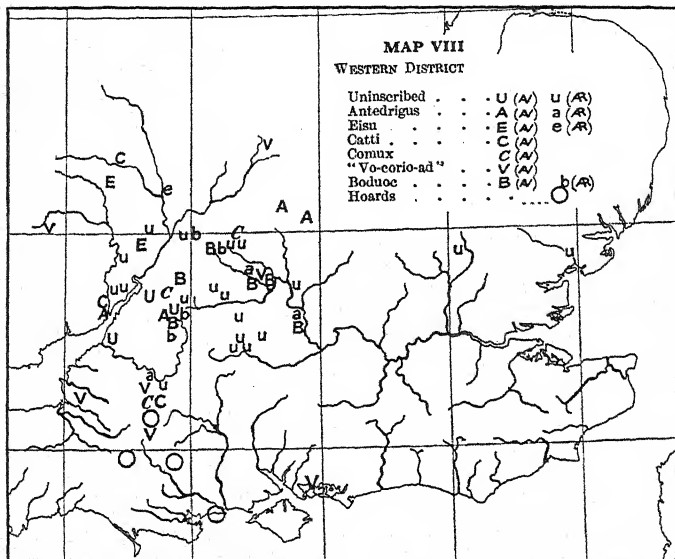 MAP VIII
WESTERN DISTRICT
Uninscribed . . . . U (AV) u (AR)
Antedrigus . . . . A (AV) a (AR)
Eisu . . . . E (AV) e (AR)
Catti . . . . C (AV)
Comux . . . . C (AV)
"Vo-corio-ad" . . . . V (AV)
Boduoc . . . . B (AV) b (AR)
Hoards . . . . . ..... O
V
C
E
e
A
A
V
u
E
u b
C
u u
B b
u
u
u
u
a
V
B
B
u
u u
U
C
B
u
u u
C
A
A
u
b
B
b
u
a
B
u
u
u
u u
a
V
u
V
C C
V
V